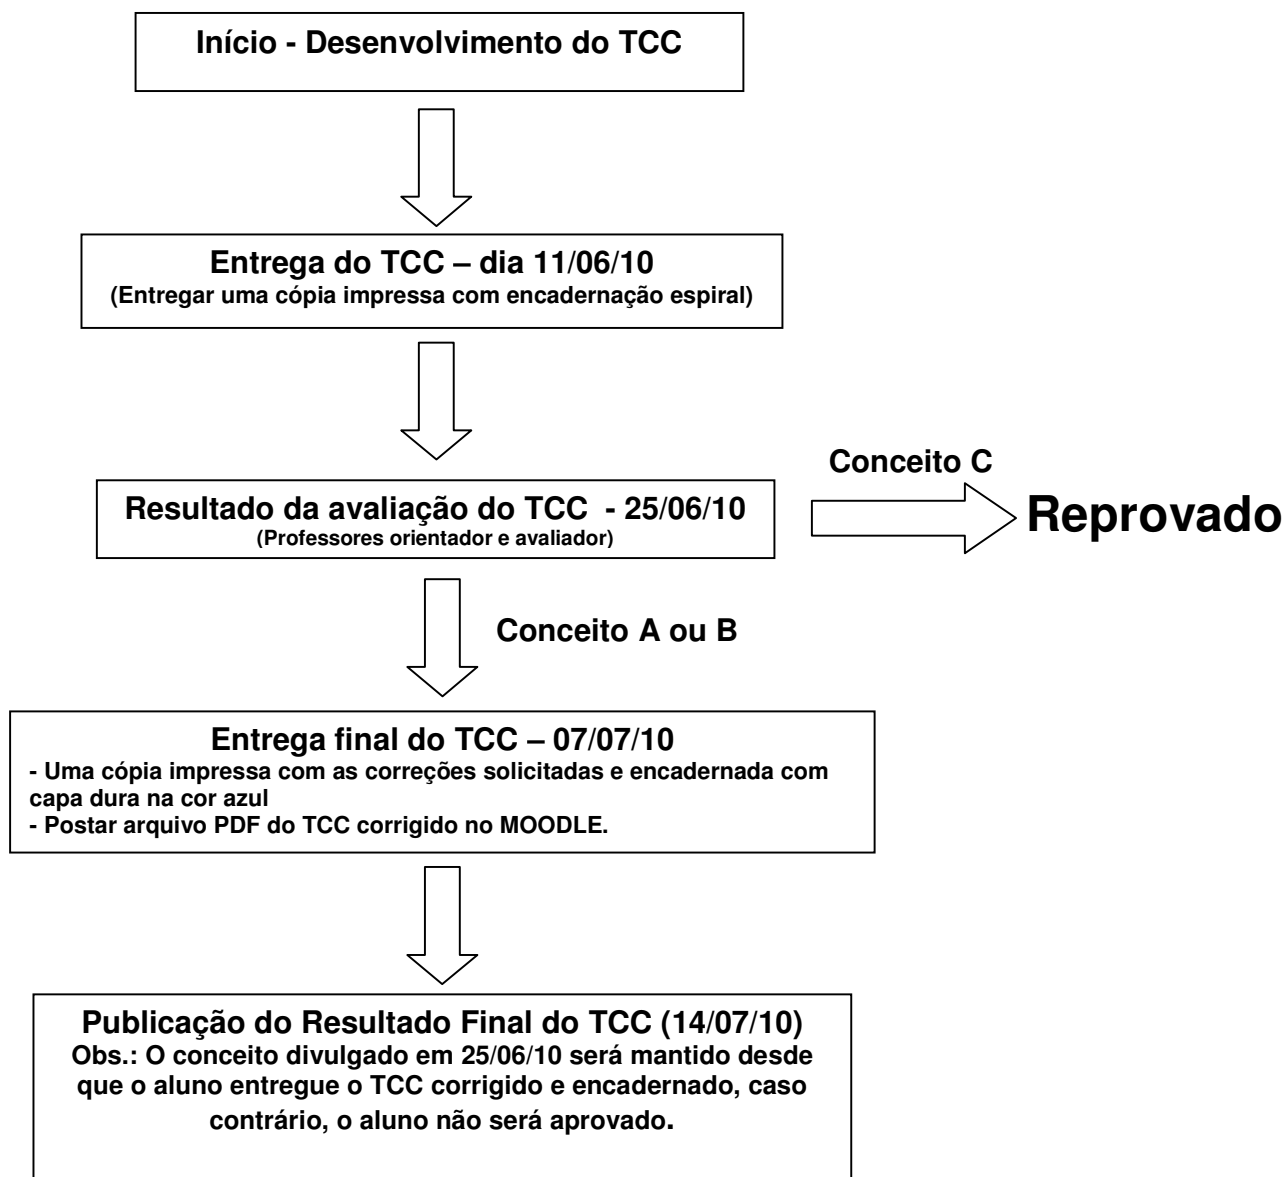 Início - Desenvolvimento do TCC
Entrega do TCC – dia 11/06/10
(Entregar uma cópia impressa com encadernação espiral)
Conceito C
Resultado da avaliação do TCC - 25/06/10
(Professores orientador e avaliador)
Reprovado
Conceito A ou B
Entrega final do TCC – 07/07/10
- Uma cópia impressa com as correções solicitadas e encadernada com
capa dura na cor azul
- Postar arquivo PDF do TCC corrigido no MOODLE.
Publicação do Resultado Final do TCC (14/07/10)
Obs.: O conceito divulgado em 25/06/10 será mantido desde
que o aluno entregue o TCC corrigido e encadernado, caso
contrário, o aluno não será aprovado.